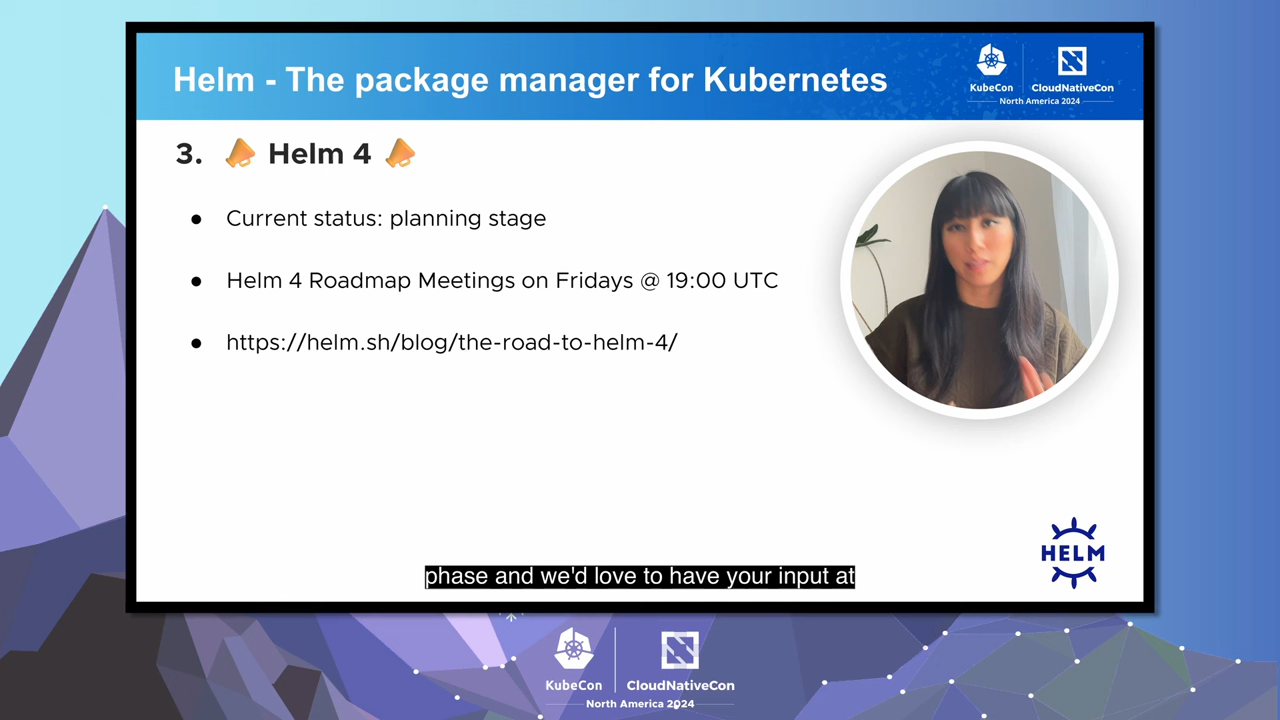 Helm - The package manager for Kubernetes
KubeCon
CloudNativeCon
North America 2024
3. Helm 4
● Current status: planning stage
● Helm 4 Roadmap Meetings on Fridays @ 19:00 UTC
● https://helm.sh/blog/the-road-to-helm-4/
HELM
phase and we'd love to have your input at
KubeCon
CloudNativeCon
North America 2024